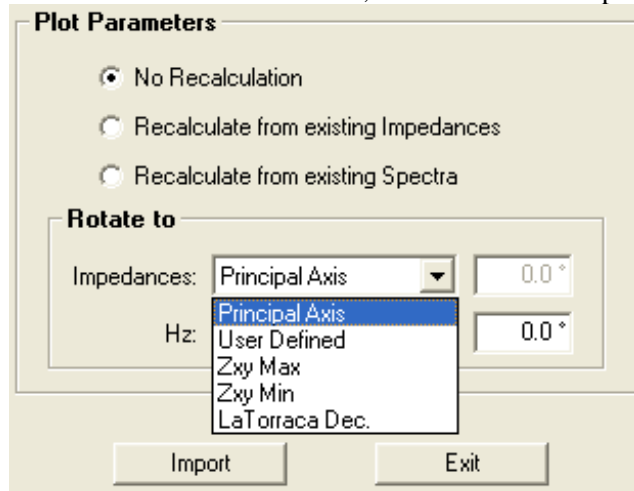 Plot Parameters
No Recalculation
Recalculate from existing Impedances
Recalculate from existing Spectra
Rotate to
Impedances: Principal Axis 0.0 °
Principal Axis
Hz: User Defined 0.0 °
Zxy Max
Zxy Min
LaTorraca Dec.
Import Exit